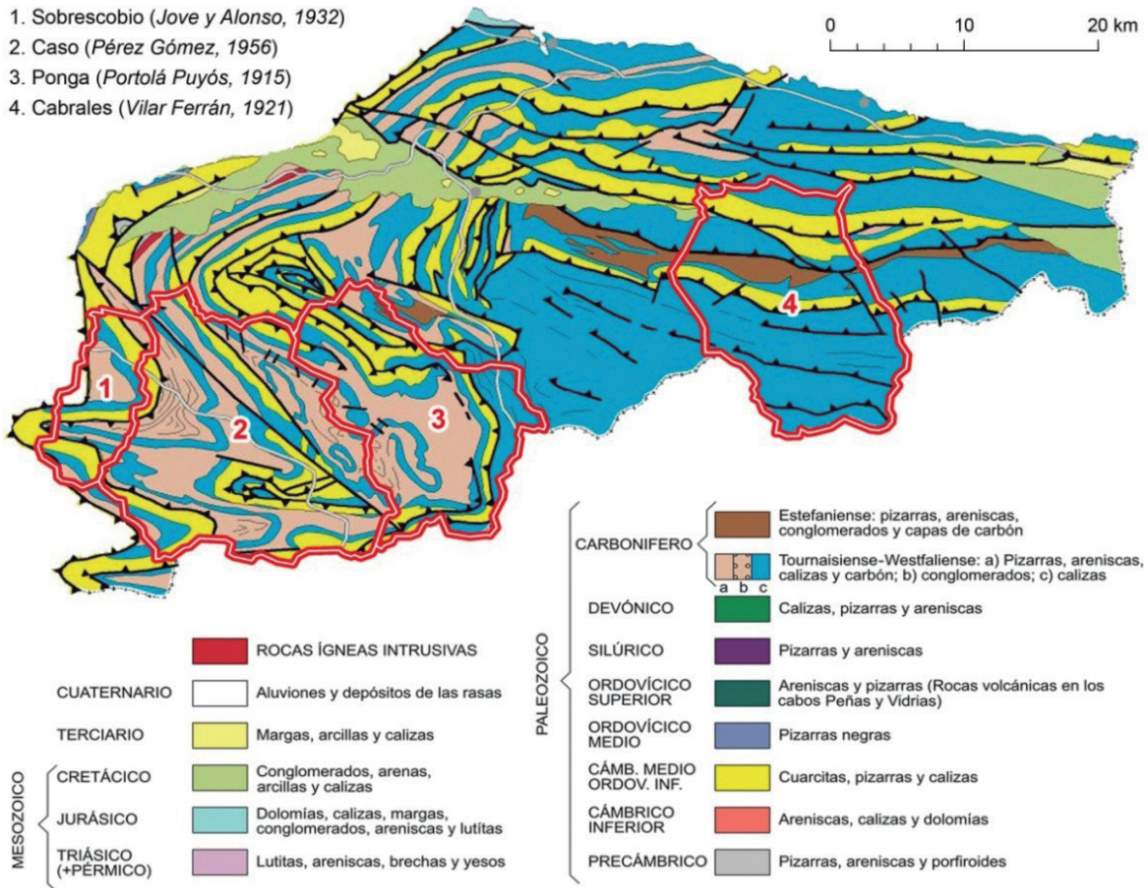 1. Sobrescobio (Jove y Alonso, 1932)
2. Caso (Pérez Gómez, 1956)
3. Ponga (Portolá Puyós, 1915)
4. Cabrales (Vilar Ferrán, 1921)
0 10 20 km
1
2
3
4
ROCAS ÍGNEAS INTRUSIVAS
CUATERNARIO Aluviones y depósitos de las rasas
TERCIARIO Margas, arcillas y calizas
MESOZOICO
CRETÁCICO Conglomerados, arenas,
arcillas y calizas
JURÁSICO Dolomías, calizas, margas,
conglomerados, areniscas y lutítas
TRIÁSICO
(+PÉRMICO) Lutitas, areniscas, brechas y yesos
PALEOZOICO
CARBONIFERO
Estefaniense: pizarras, areniscas,
conglomerados y capas de carbón
Tournaisiense-Westfaliense: a) Pizarras, areniscas,
calizas y carbón; b) conglomerados; c) calizas
a b c
DEVÓNICO Calizas, pizarras y areniscas
SILÚRICO Pizarras y areniscas
ORDOVÍCICO
SUPERIOR
Areniscas y pizarras (Rocas volcánicas en los
cabos Peñas y Vidrias)
ORDOVÍCICO
MEDIO Pizarras negras
CÁMB. MEDIO
ORDOV. INF. Cuarcitas, pizarras y calizas
CÁMBRICO
INFERIOR Areniscas, calizas y dolomías
PRECÁMBRICO Pizarras, areniscas y porfiroides